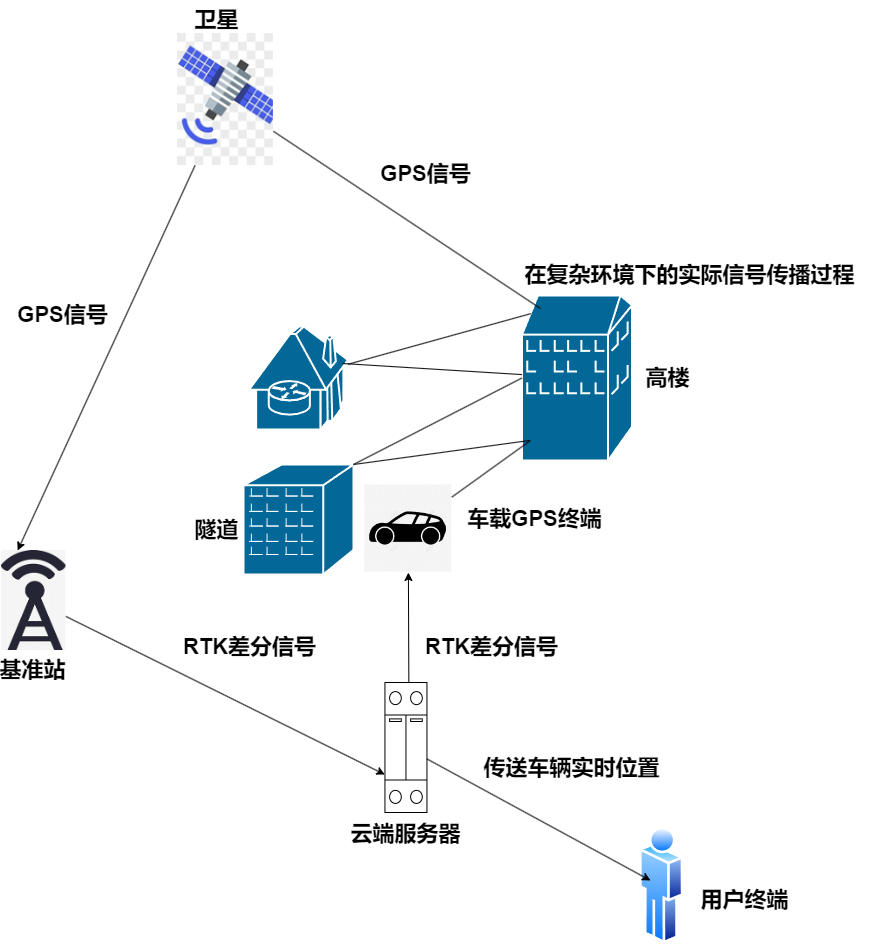 卫星
GPS信号
在复杂环境下的实际信号传播过程
GPS信号
高楼
车载GPS终端
隧道
RTK差分信号
RTK差分信号
基准站
传送车辆实时位置
云端服务器
用户终端